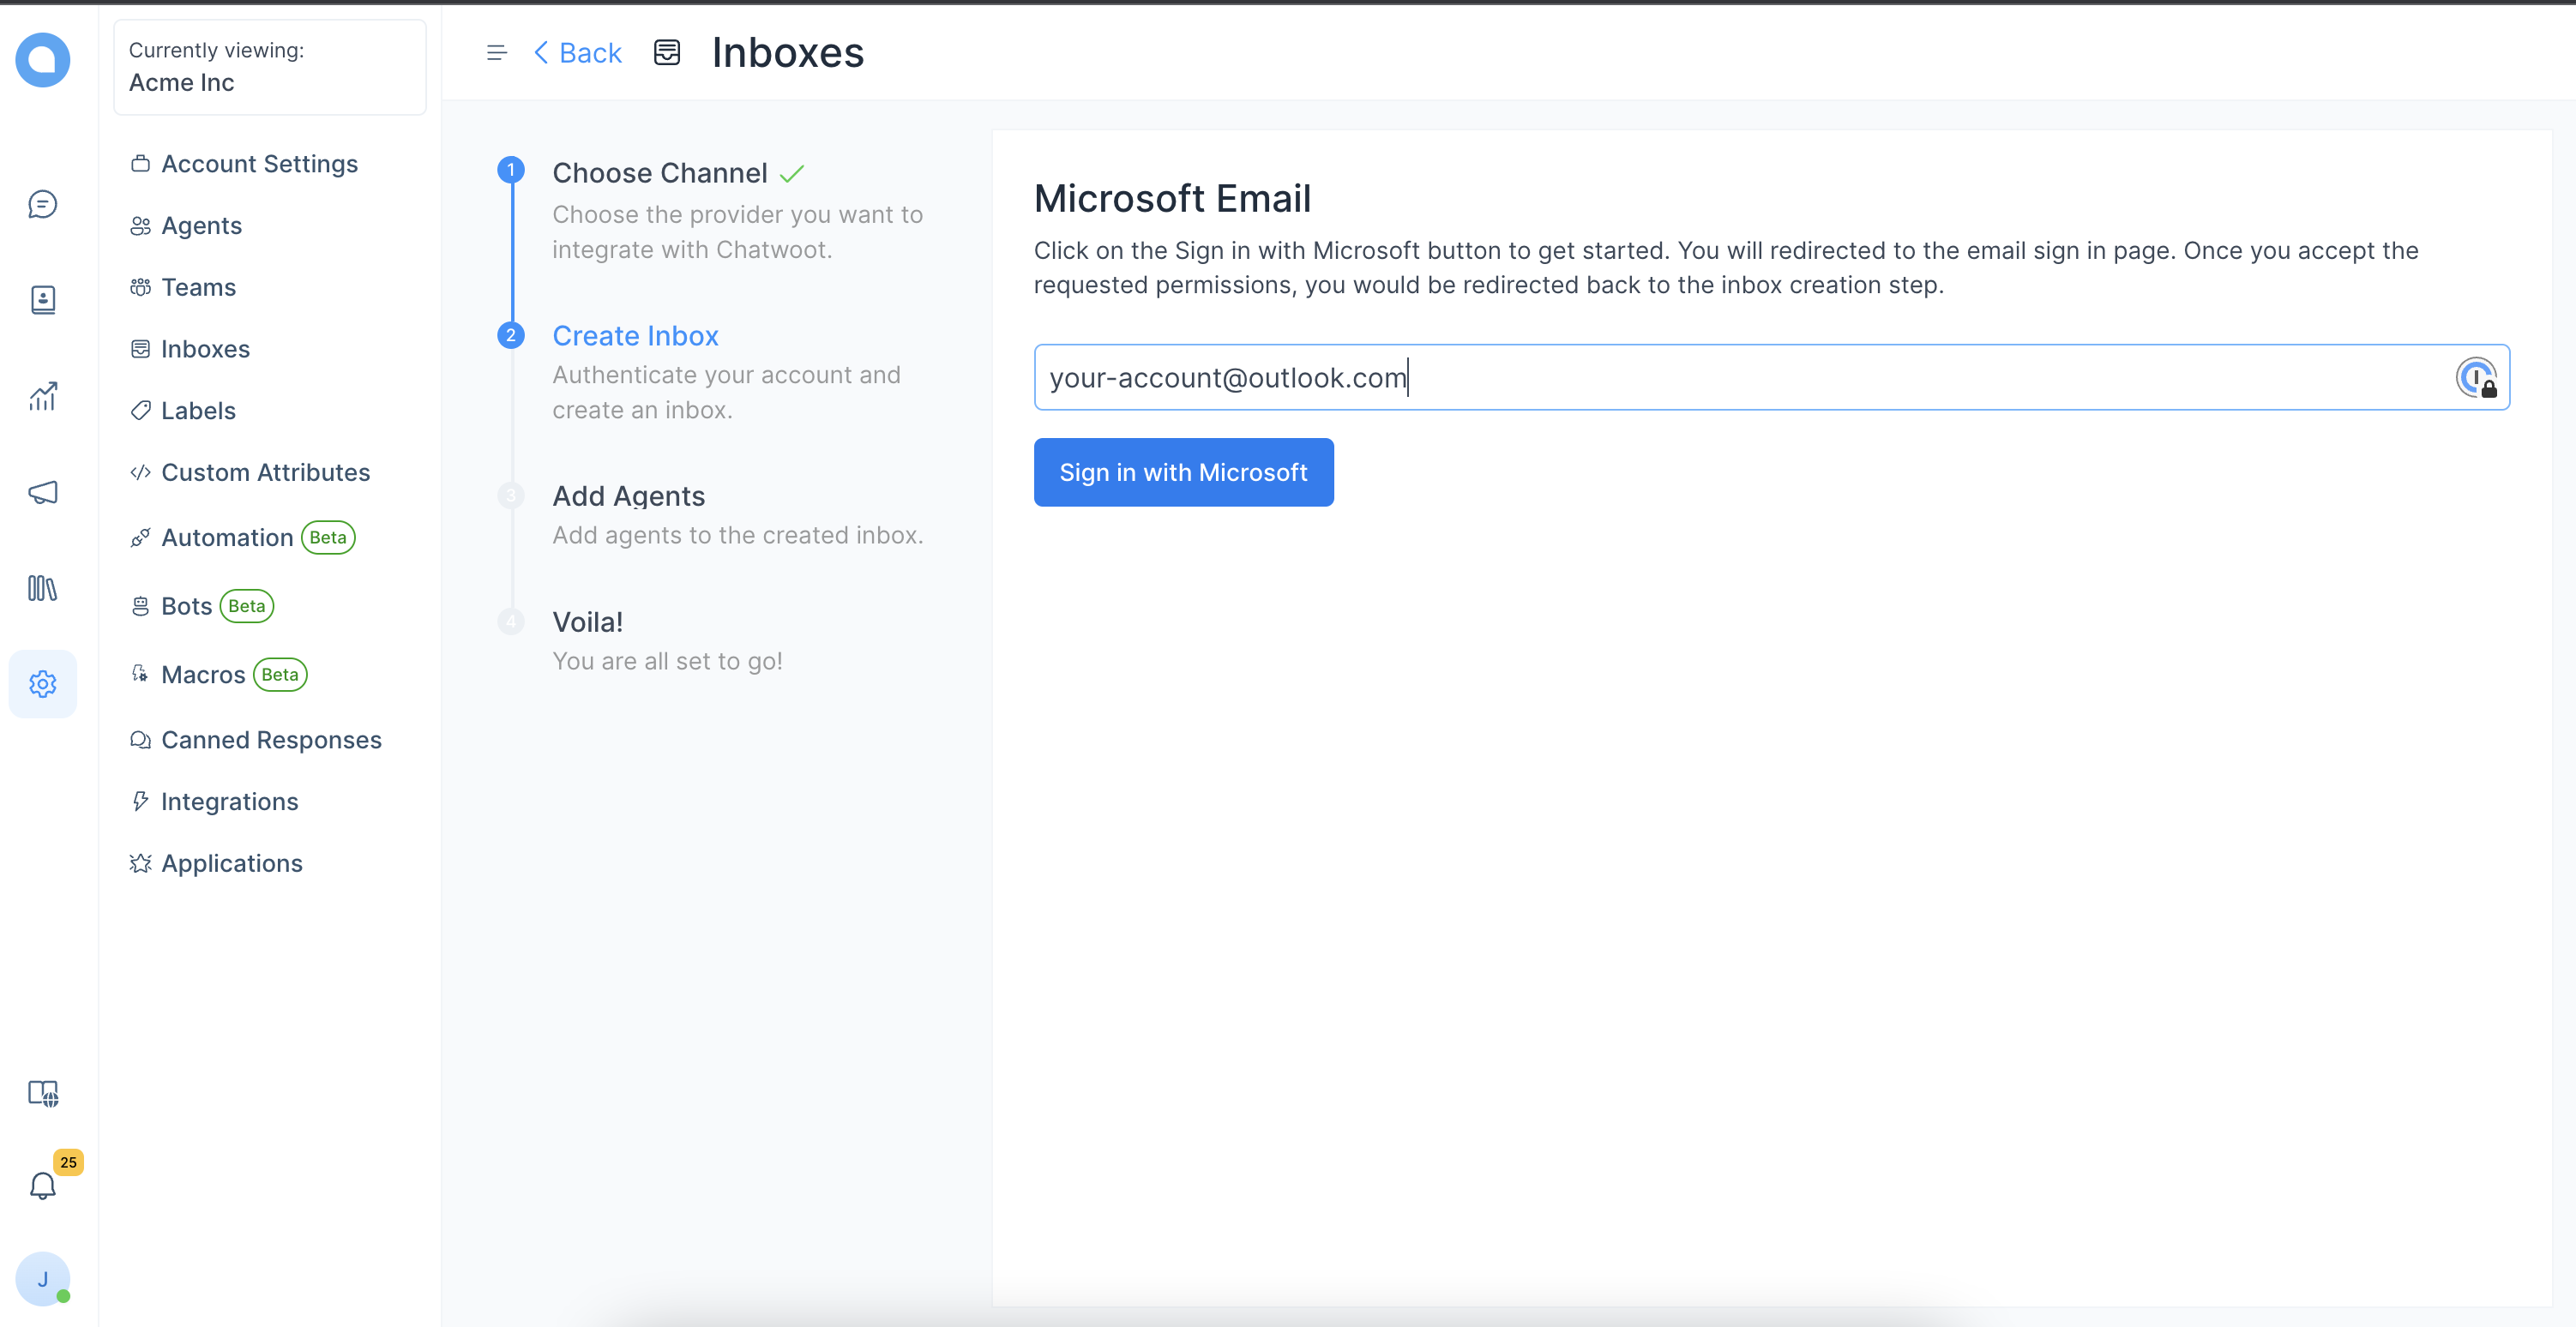 Currently viewing:
Acme Inc
Account Settings
Agents
Teams
Inboxes
Labels
Custom Attributes
Automation Beta
Bots Beta
Macros Beta
Canned Responses
Integrations
Applications
25
J
Back
Inboxes
1
Choose Channel
Choose the provider you want to
integrate with Chatwoot.
2
Create Inbox
Authenticate your account and
create an inbox.
3
Add Agents
Add agents to the created inbox.
4
Voila!
You are all set to go!
Microsoft Email
Click on the Sign in with Microsoft button to get started. You will redirected to the email sign in page. Once you accept the
requested permissions, you would be redirected back to the inbox creation step.
your-account@outlook.com
Sign in with Microsoft